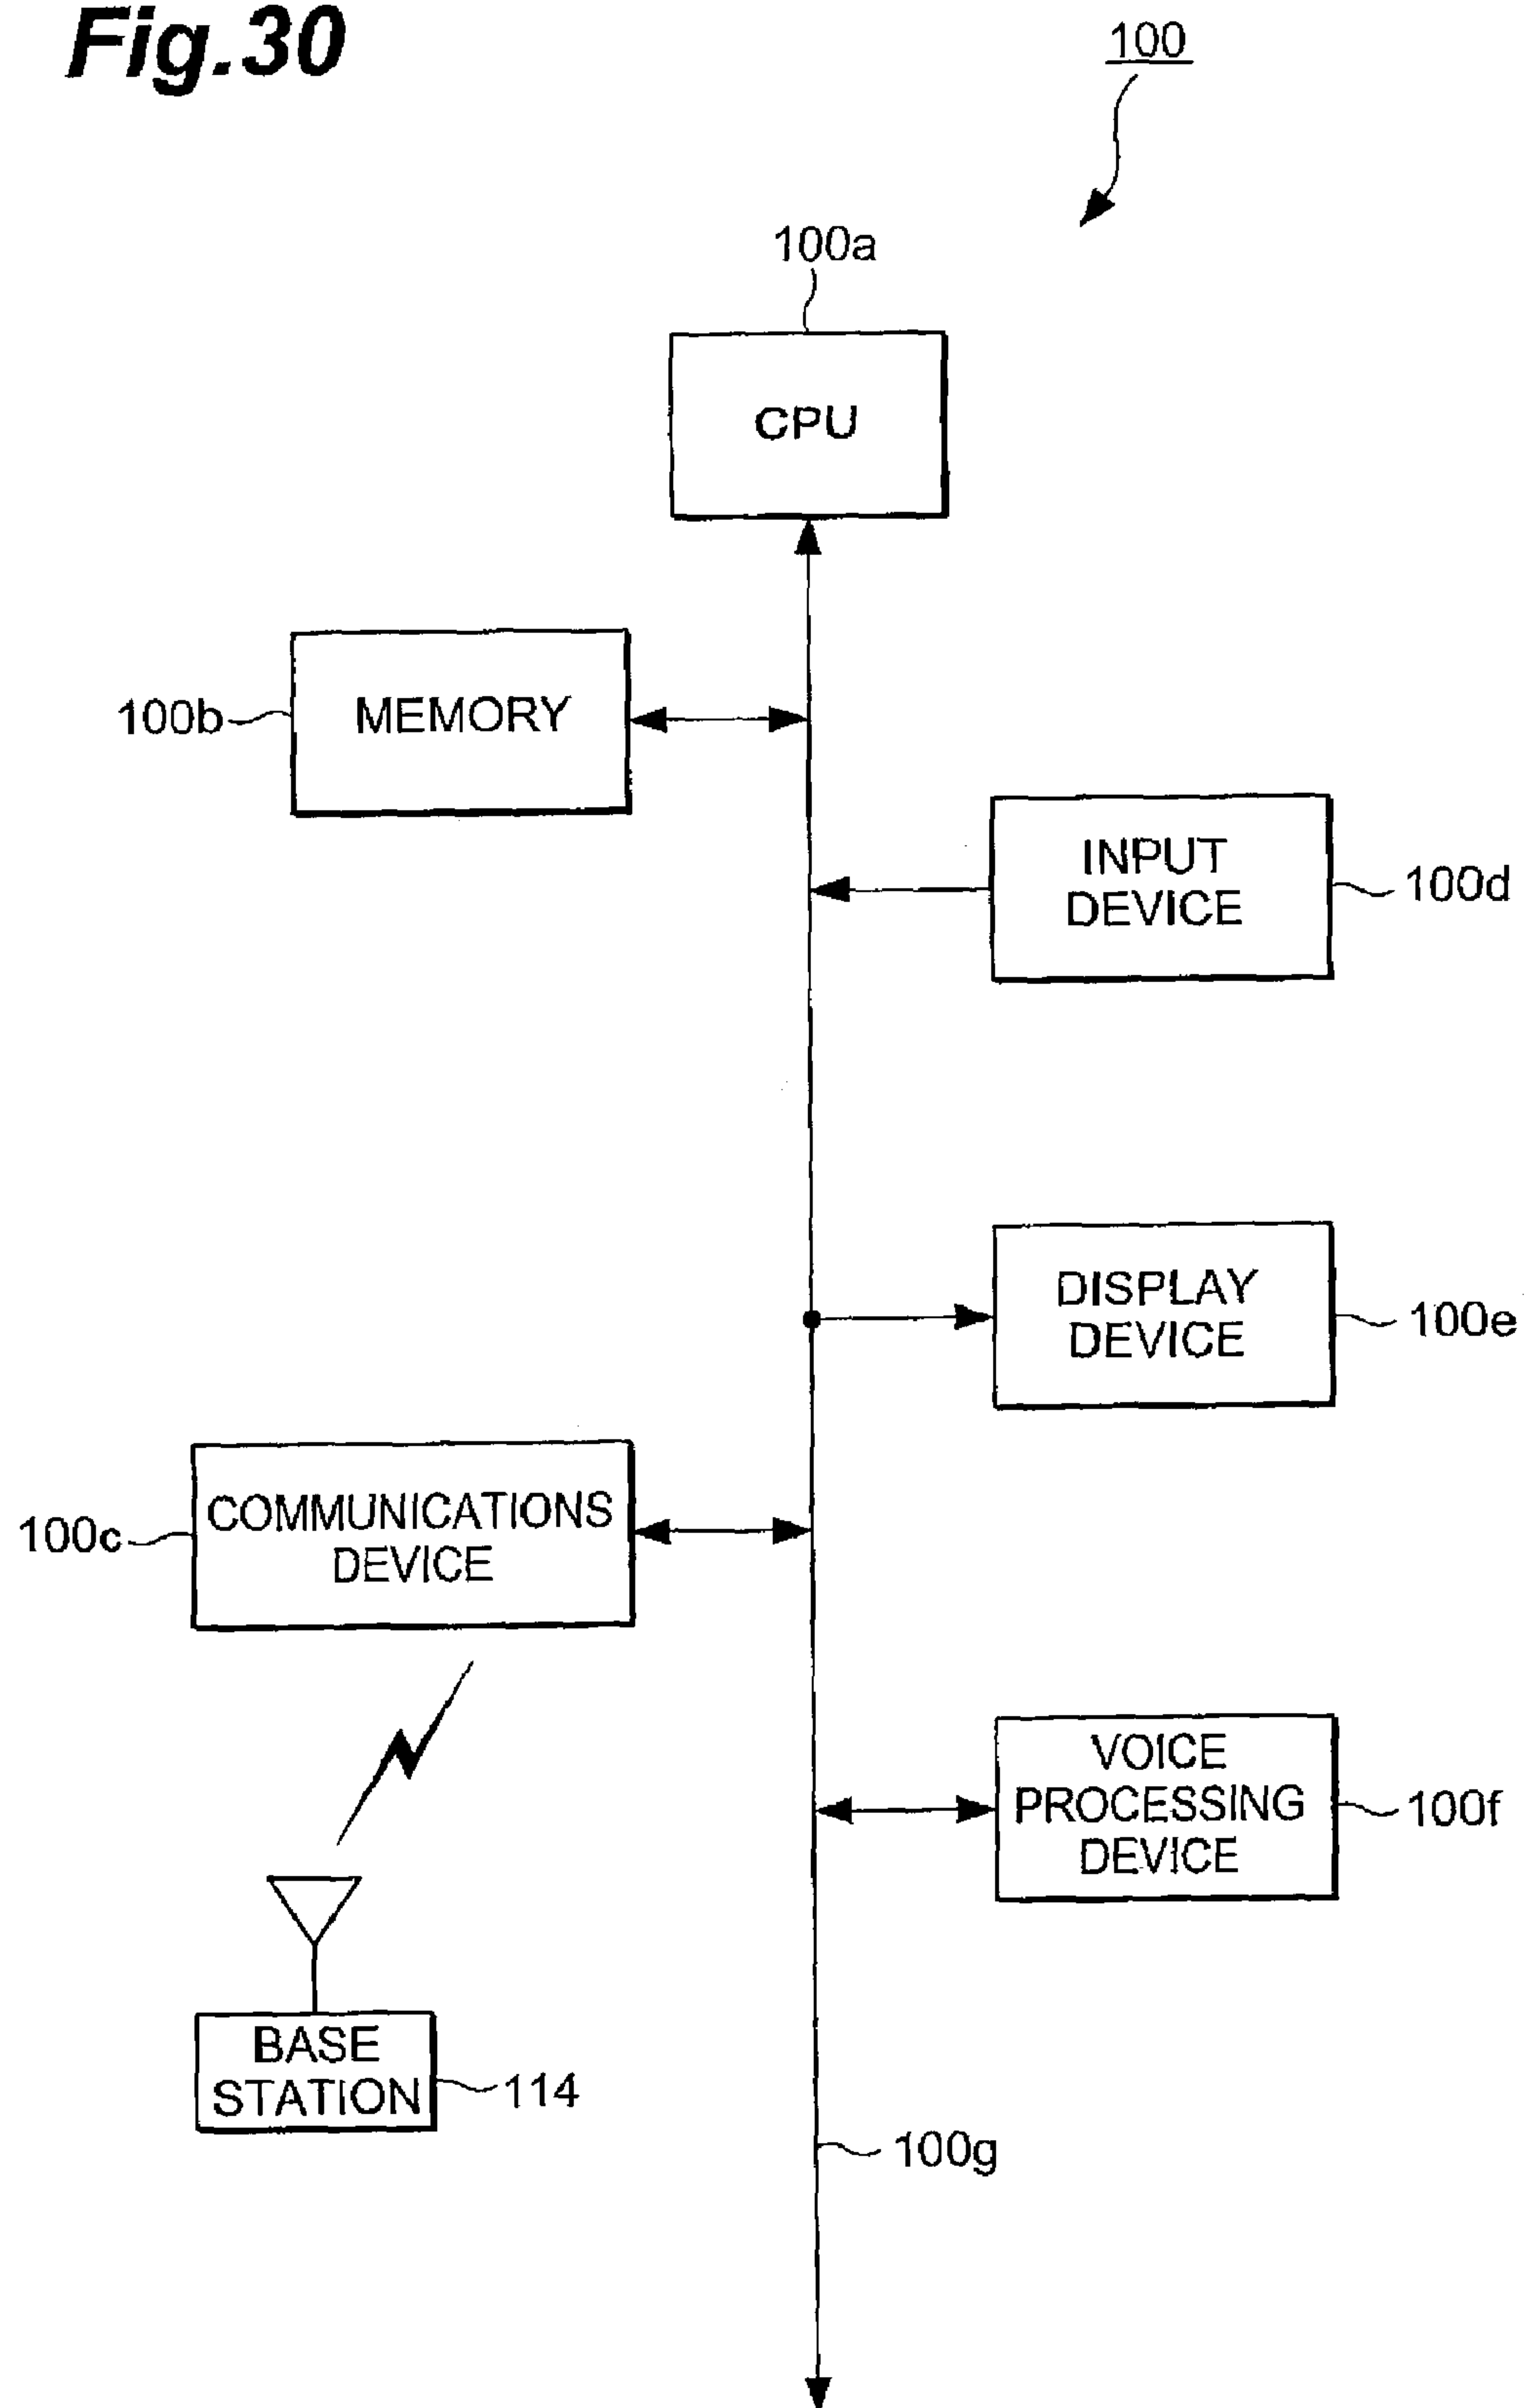 Fig.30
100
100a
CPU
100b
MEMORY
INPUT
DEVICE
100d
DISPLAY
DEVICE
100e
100c
COMMUNICATIONS
DEVICE
VOICE
PROCESSING
DEVICE
100f
BASE
STATION
114
100g